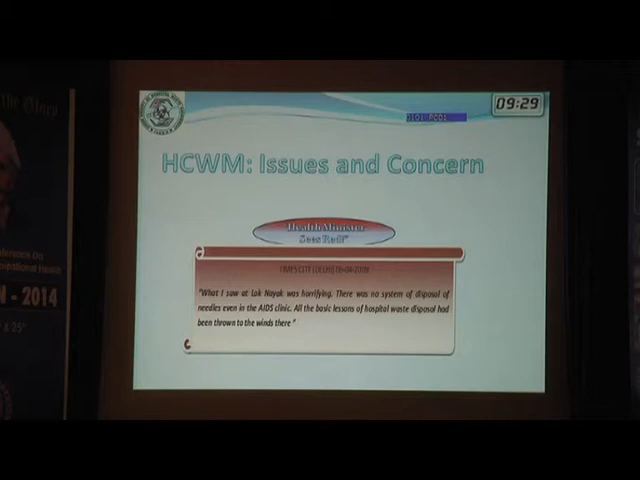 09:29
HCWM: Issues and Concern
Health Minister
Sees Red!"
TIMES CITY (DELHI) 06-04-2009
"What I saw at Lok Nayak was horrifying. There was no system of disposal of
needles even in the AIDS clinic. All the basic lessons of hospital waste disposal had
been thrown to the winds there"
N - 2014
x 25"